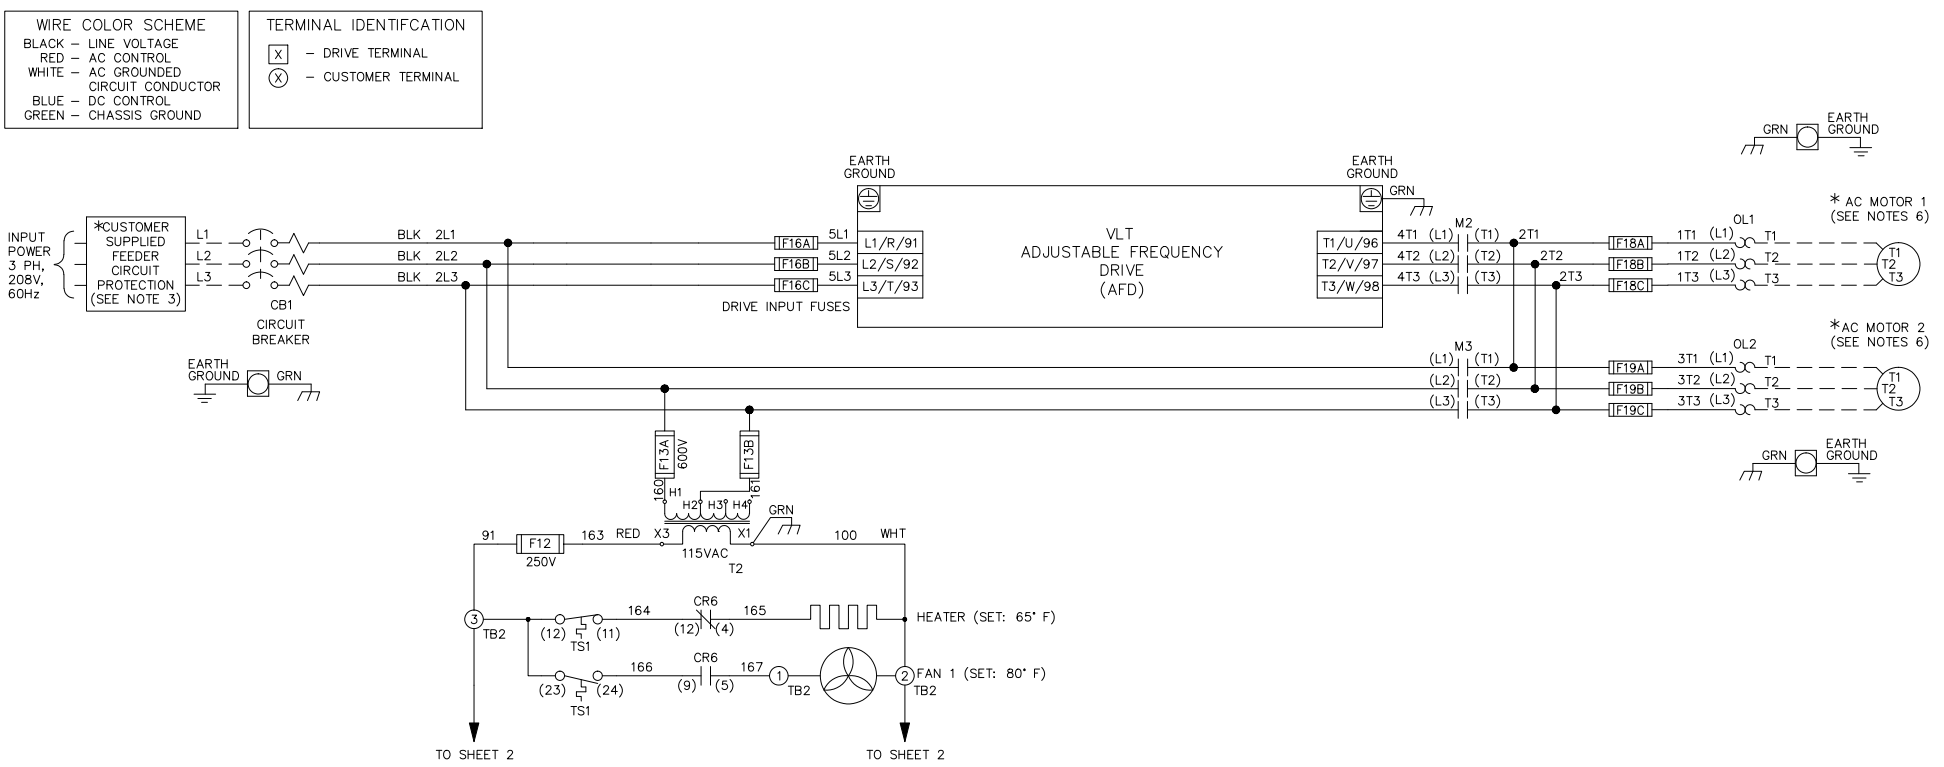 WIRE COLOR SCHEME
BLACK – LINE VOLTAGE
RED – AC CONTROL
WHITE – AC GROUNDED
CIRCUIT CONDUCTOR
BLUE – DC CONTROL
GREEN – CHASSIS GROUND
TERMINAL IDENTIFCATION
X – DRIVE TERMINAL
X – CUSTOMER TERMINAL
INPUT
POWER
3 PH,
208V,
60Hz
*CUSTOMER
SUPPLIED
FEEDER
CIRCUIT
PROTECTION
(SEE NOTE 3)
L1
L2
L3
CB1
CIRCUIT
BREAKER
EARTH
GROUND
GRN
BLK 2L1
BLK 2L2
BLK 2L3
F16A
F16B
F16C
5L1
5L2
5L3
DRIVE INPUT FUSES
EARTH
GROUND
L1/R/91
L2/S/92
L3/T/93
VLT
ADJUSTABLE FREQUENCY
DRIVE
(AFD)
EARTH
GROUND
GRN
T1/U/96
T2/V/97
T3/W/98
M2
4T1 (L1) (T1) 2T1
4T2 (L2) (T2) 2T2
4T3 (L3) (T3) 2T3
F18A
F18B
F18C
OL1
1T1 (L1) T1
1T2 (L2) T2
1T3 (L3) T3
GRN
EARTH
GROUND
* AC MOTOR 1
(SEE NOTES 6)
T1
T2
T3
M3
(L1) (T1)
(L2) (T2)
(L3) (T3)
F19A
F19B
F19C
OL2
3T1 (L1) T1
3T2 (L2) T2
3T3 (L3) T3
*AC MOTOR 2
(SEE NOTES 6)
T1
T2
T3
GRN
EARTH
GROUND
F13A
600V
F13B
160
161
H1
H2 H3 H4
GRN
X3
X1
115VAC
T2
91
F12
250V
163 RED
100 WHT
3
TB2
(12) (11)
TS1
164
CR6
(12) (4)
165
HEATER (SET: 65° F)
(23) (24)
TS1
166
CR6
(9) (5)
167
1
TB2
2
TB2
FAN 1 (SET: 80° F)
TO SHEET 2
TO SHEET 2